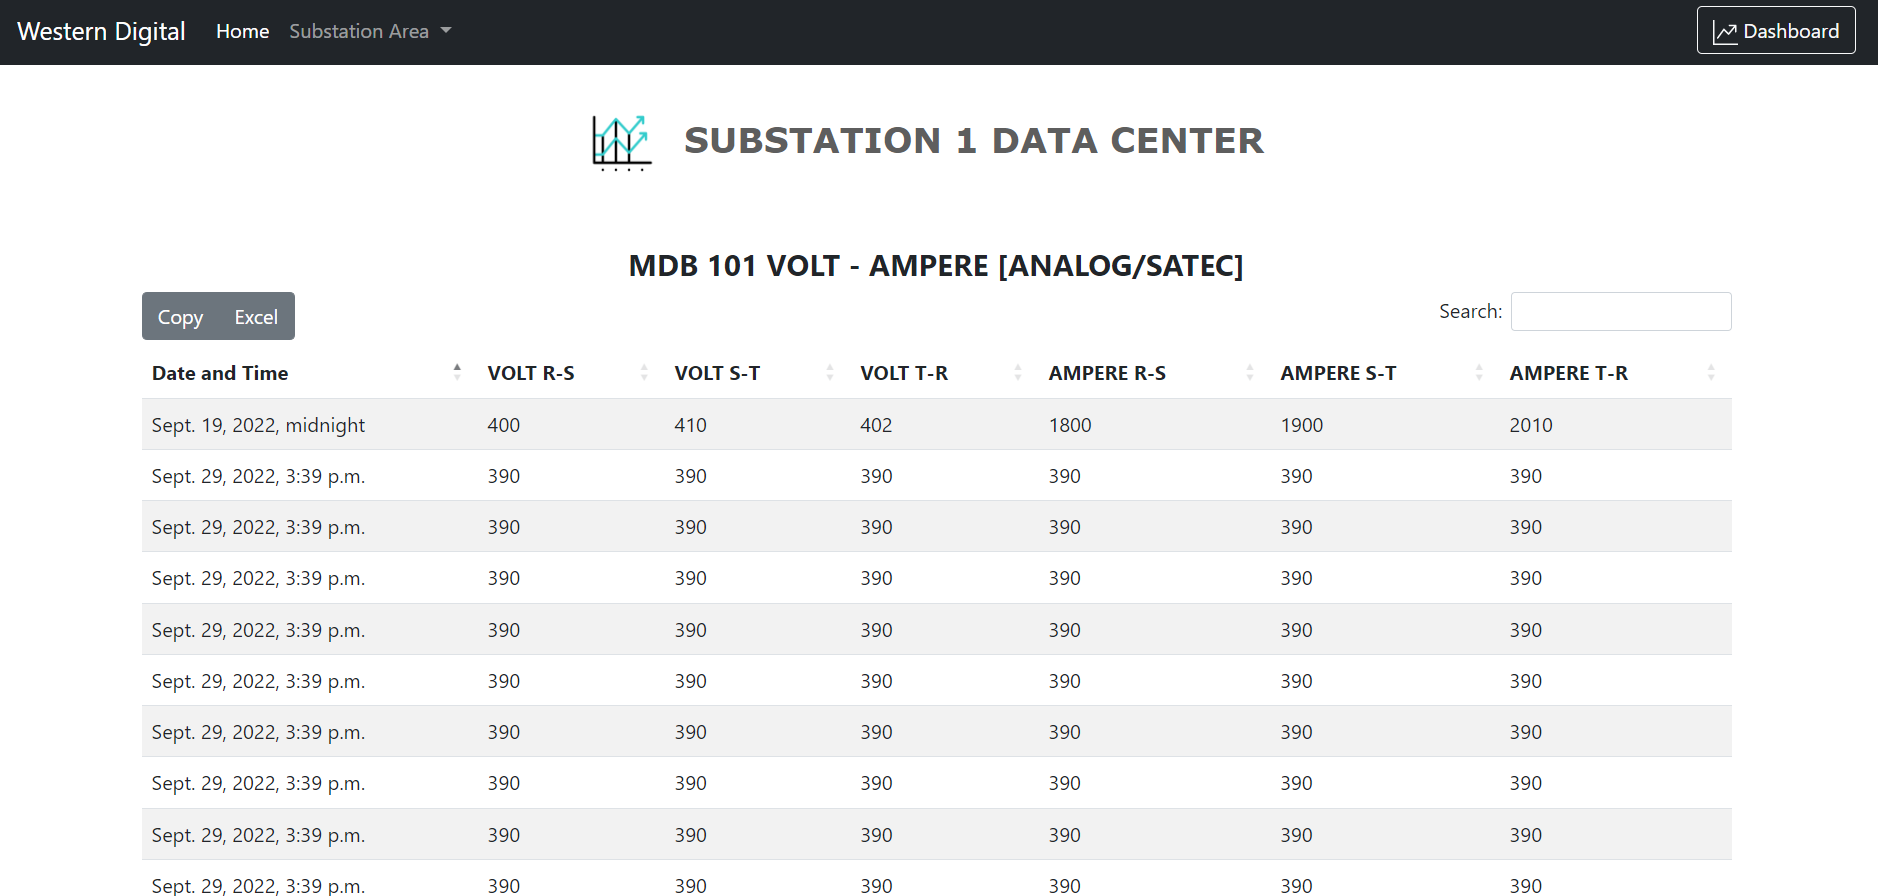 Western Digital Home Substation Area Dashboard
SUBSTATION 1 DATA CENTER
MDB 101 VOLT - AMPERE [ANALOG/SATEC]
Copy Excel Search:
Date and Time VOLT R-S VOLT S-T VOLT T-R AMPERE R-S AMPERE S-T AMPERE T-R
Sept. 19, 2022, midnight 400 410 402 1800 1900 2010
Sept. 29, 2022, 3:39 p.m. 390 390 390 390 390 390
Sept. 29, 2022, 3:39 p.m. 390 390 390 390 390 390
Sept. 29, 2022, 3:39 p.m. 390 390 390 390 390 390
Sept. 29, 2022, 3:39 p.m. 390 390 390 390 390 390
Sept. 29, 2022, 3:39 p.m. 390 390 390 390 390 390
Sept. 29, 2022, 3:39 p.m. 390 390 390 390 390 390
Sept. 29, 2022, 3:39 p.m. 390 390 390 390 390 390
Sept. 29, 2022, 3:39 p.m. 390 390 390 390 390 390
Sept. 29, 2022, 3:39 p.m. 390 390 390 390 390 390